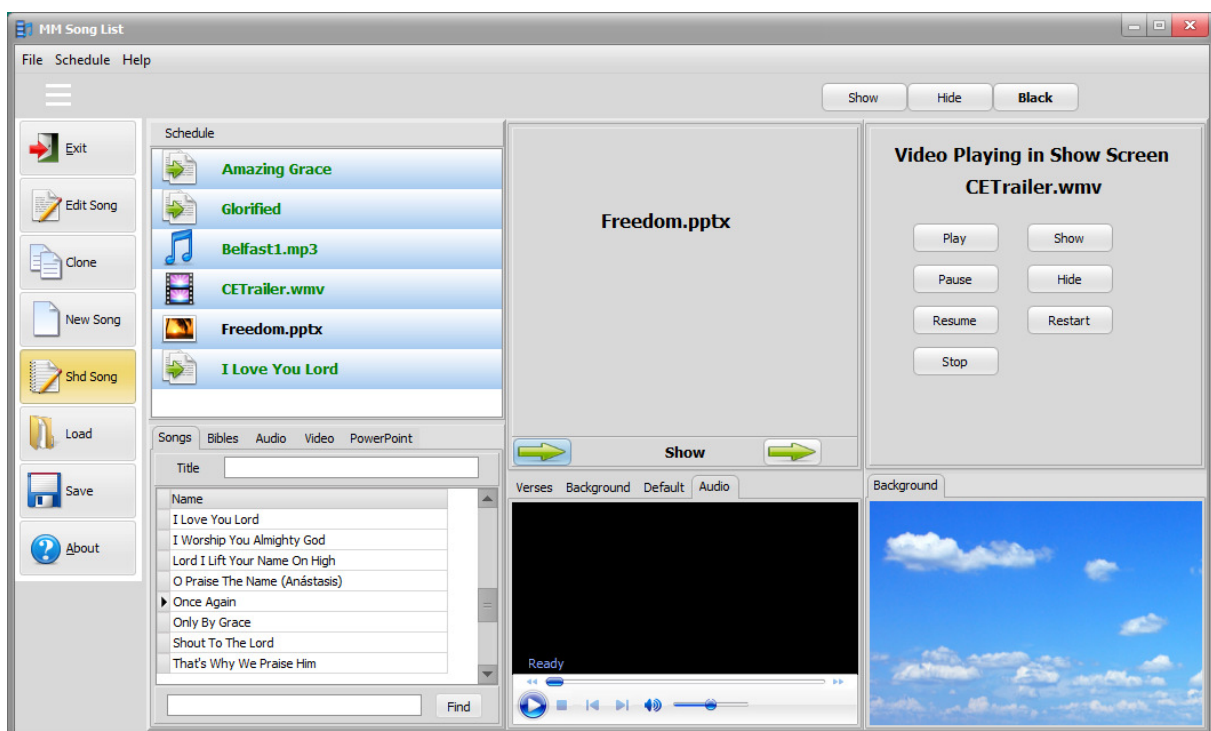 MM Song List
File Schedule Help
Show Hide Black
Exit
Edit Song
Clone
New Song
Shd Song
Load
Save
About
Schedule
Amazing Grace
Glorified
Belfast1.mp3
CETrailer.wmv
Freedom.pptx
I Love You Lord
Songs Bibles Audio Video PowerPoint
Title
Name
I Love You Lord
I Worship You Almighty God
Lord I Lift Your Name On High
O Praise The Name (Anástasis)
Once Again
Only By Grace
Shout To The Lord
That's Why We Praise Him
Find
Freedom.pptx
Show
Verses Background Default Audio
Ready
Video Playing in Show Screen
CETrailer.wmv
Play Show
Pause Hide
Resume Restart
Stop
Background